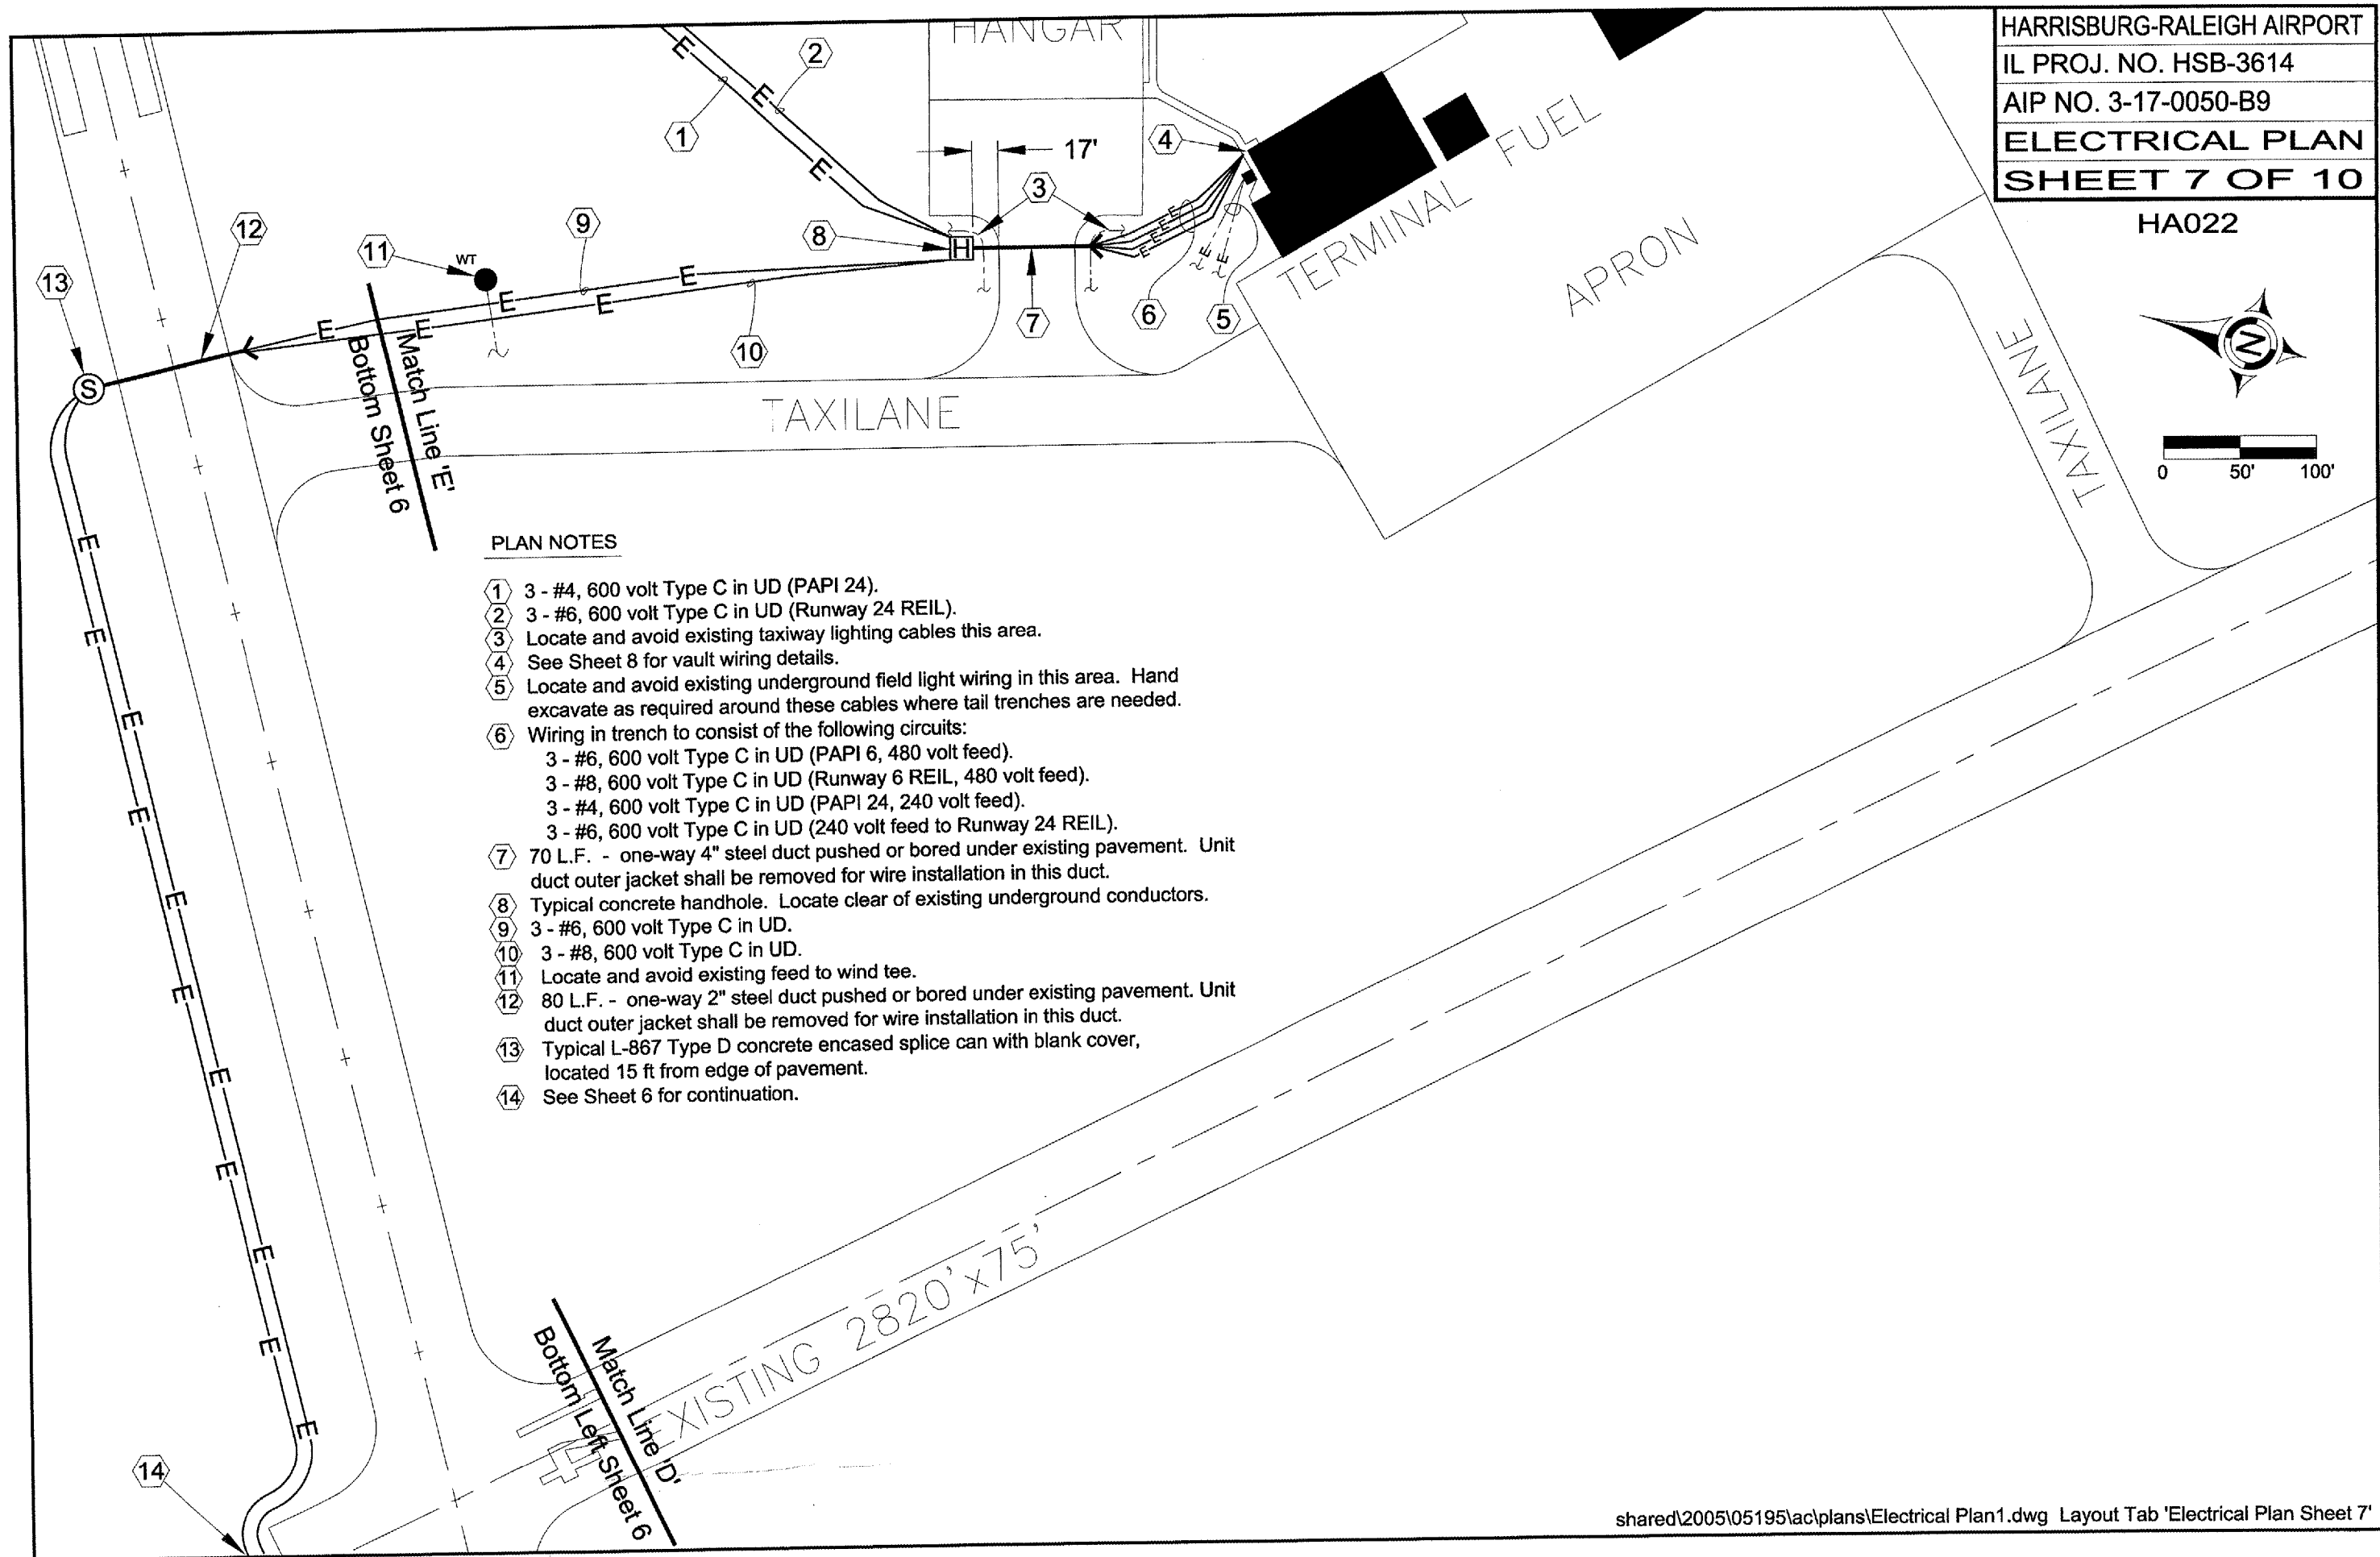 HARRISBURG-RALEIGH AIRPORT
IL PROJ. NO. HSB-3614
AIP NO. 3-17-0050-B9
ELECTRICAL PLAN
SHEET 7 OF 10
HA022
N
0 50' 100'
HANGAR
17'
1
2
3
4
5
6
7
8
9
10
11
12
13
14
WT
H
S
E E E E
E E E E E E
E E E E
E E
E E E E E E E E E E E E E E E E E E
TERMINAL
FUEL
APRON
TAXILANE
TAXILANE
Match Line 'E'
Bottom Sheet 6
PLAN NOTES
1 3 - #4, 600 volt Type C in UD (PAPI 24).
2 3 - #6, 600 volt Type C in UD (Runway 24 REIL).
3 Locate and avoid existing taxiway lighting cables this area.
4 See Sheet 8 for vault wiring details.
5 Locate and avoid existing underground field light wiring in this area. Hand
excavate as required around these cables where tail trenches are needed.
6 Wiring in trench to consist of the following circuits:
3 - #6, 600 volt Type C in UD (PAPI 6, 480 volt feed).
3 - #8, 600 volt Type C in UD (Runway 6 REIL, 480 volt feed).
3 - #4, 600 volt Type C in UD (PAPI 24, 240 volt feed).
3 - #6, 600 volt Type C in UD (240 volt feed to Runway 24 REIL).
7 70 L.F. - one-way 4" steel duct pushed or bored under existing pavement. Unit
duct outer jacket shall be removed for wire installation in this duct.
8 Typical concrete handhole. Locate clear of existing underground conductors.
9 3 - #6, 600 volt Type C in UD.
10 3 - #8, 600 volt Type C in UD.
11 Locate and avoid existing feed to wind tee.
12 80 L.F. - one-way 2" steel duct pushed or bored under existing pavement. Unit
duct outer jacket shall be removed for wire installation in this duct.
13 Typical L-867 Type D concrete encased splice can with blank cover,
located 15 ft from edge of pavement.
14 See Sheet 6 for continuation.
EXISTING 2820' x75'
Match Line 'D'
Bottom Left Sheet 6
shared\2005\05195\ac\plans\Electrical Plan1.dwg Layout Tab 'Electrical Plan Sheet 7'